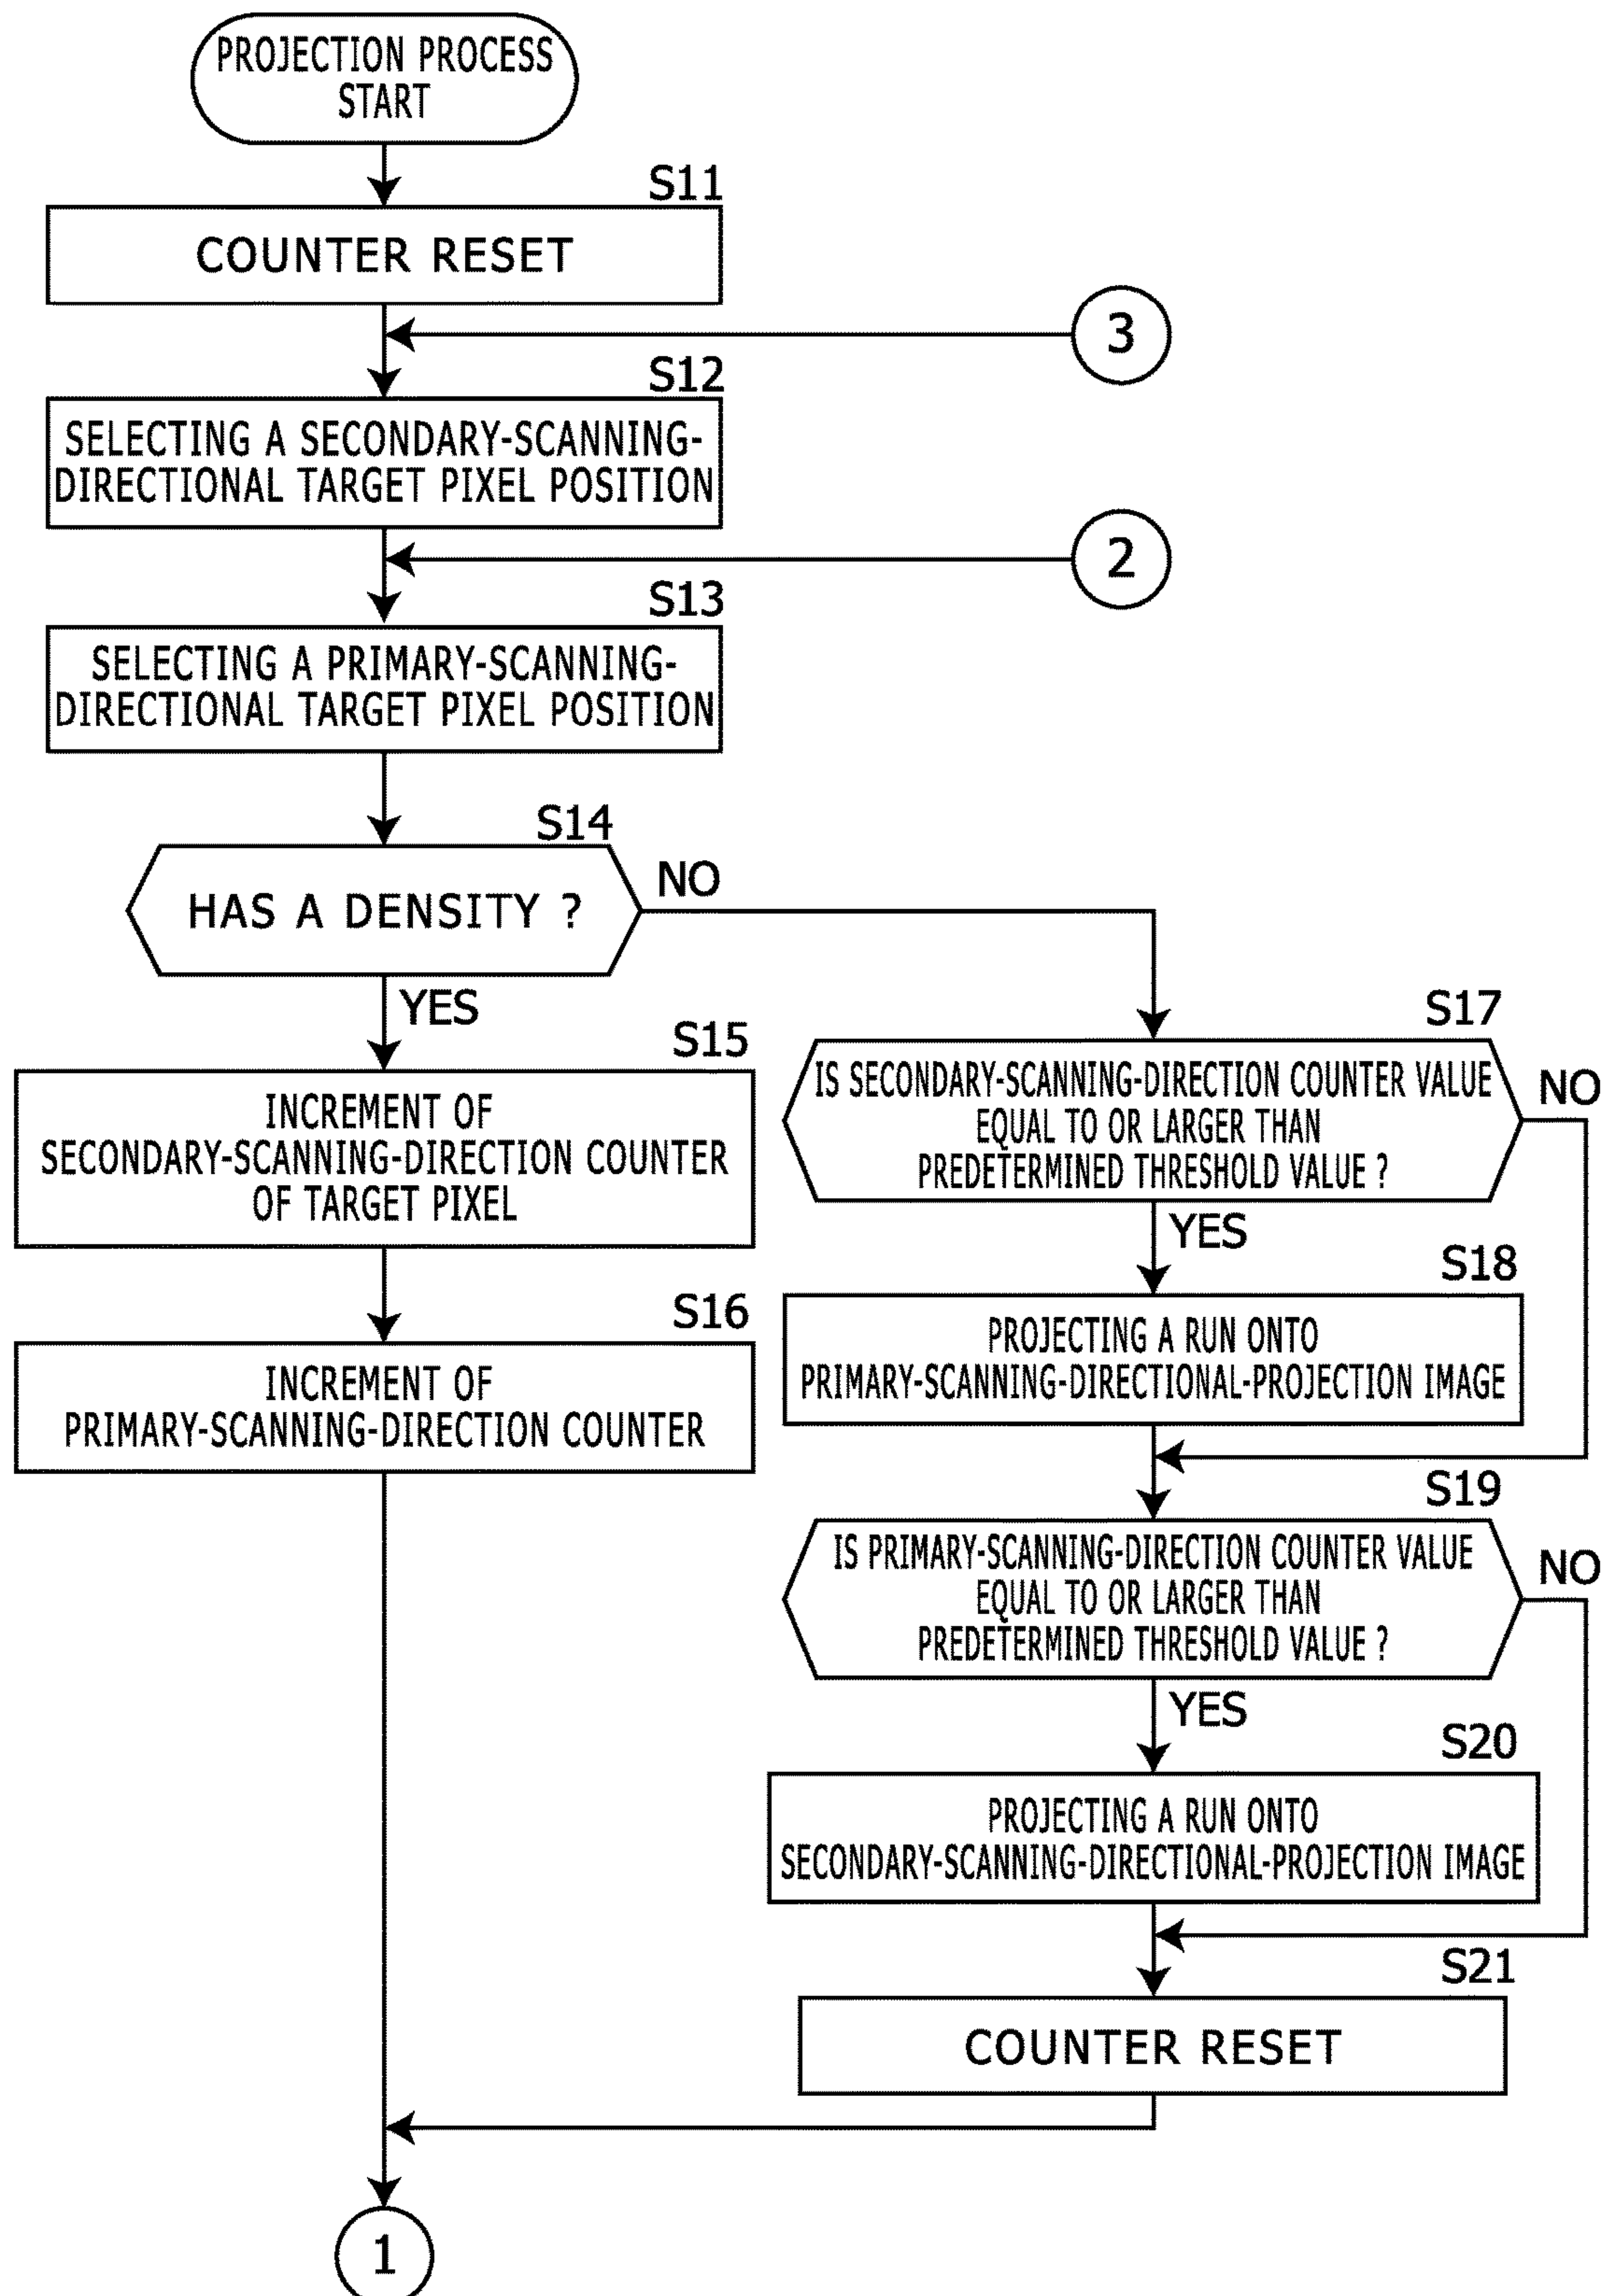 PROJECTION PROCESS
START
S11
COUNTER RESET
3
S12
SELECTING A SECONDARY-SCANNING-
DIRECTIONAL TARGET PIXEL POSITION
2
S13
SELECTING A PRIMARY-SCANNING-
DIRECTIONAL TARGET PIXEL POSITION
S14
HAS A DENSITY ?
NO
YES
S15
INCREMENT OF
SECONDARY-SCANNING-DIRECTION COUNTER
OF TARGET PIXEL
S16
INCREMENT OF
PRIMARY-SCANNING-DIRECTION COUNTER
S17
IS SECONDARY-SCANNING-DIRECTION COUNTER VALUE
EQUAL TO OR LARGER THAN
PREDETERMINED THRESHOLD VALUE ?
NO
YES
S18
PROJECTING A RUN ONTO
PRIMARY-SCANNING-DIRECTIONAL-PROJECTION IMAGE
S19
IS PRIMARY-SCANNING-DIRECTION COUNTER VALUE
EQUAL TO OR LARGER THAN
PREDETERMINED THRESHOLD VALUE ?
NO
YES
S20
PROJECTING A RUN ONTO
SECONDARY-SCANNING-DIRECTIONAL-PROJECTION IMAGE
S21
COUNTER RESET
1